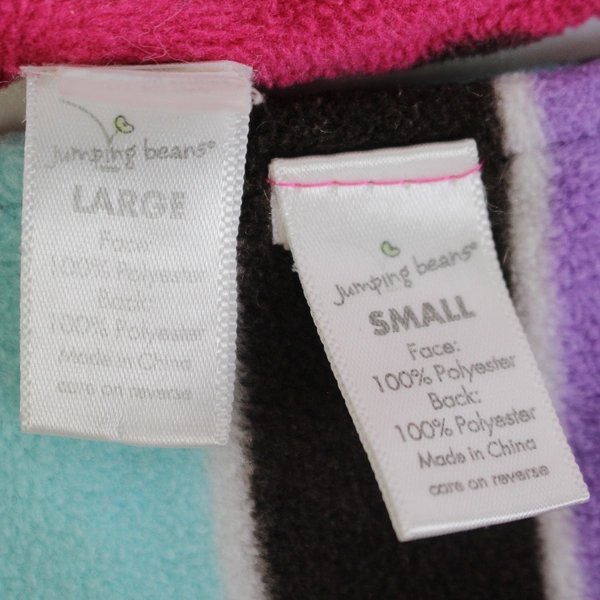 jumping beans®
LARGE
Face:
100% Polyester
Back:
100% Polyester
Made in China
care on reverse
jumping beans®
SMALL
Face:
100% Polyester
Back:
100% Polyester
Made in China
care on reverse